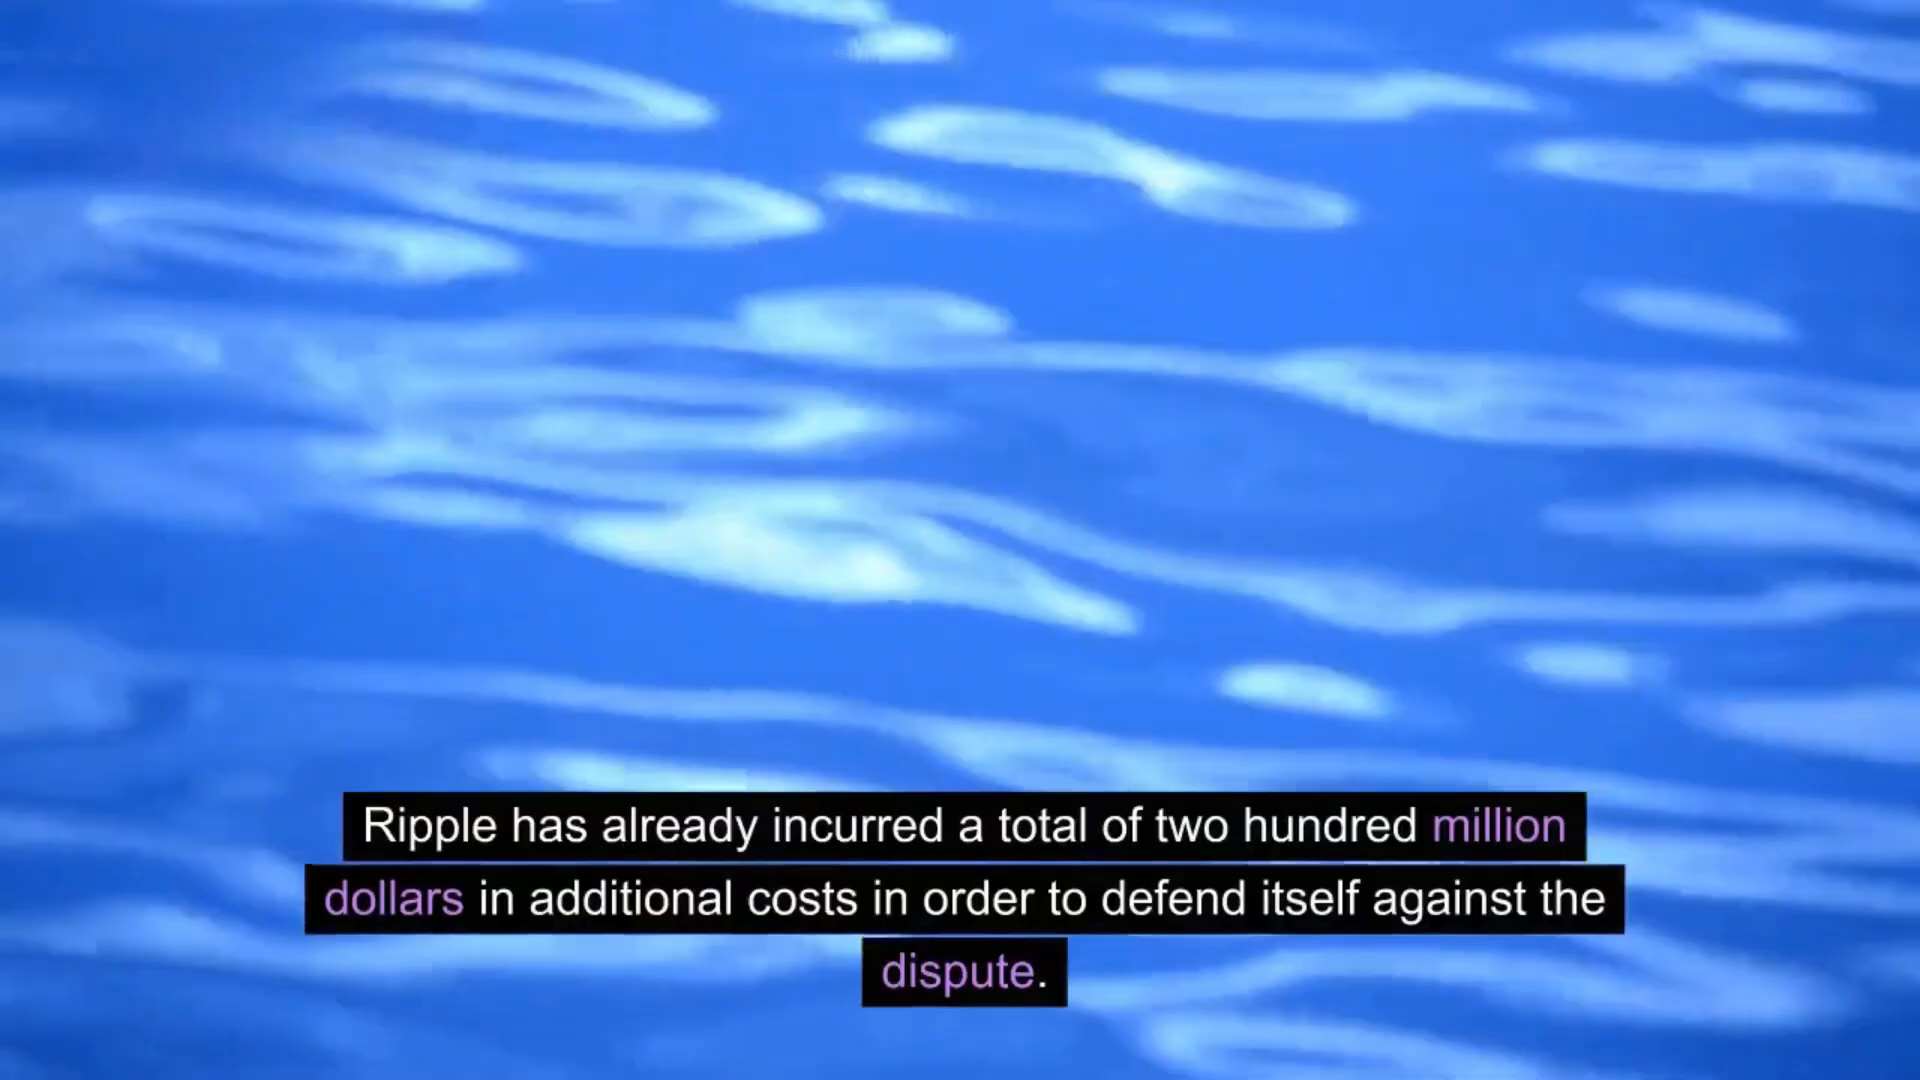 Ripple has already incurred a total of two hundred million
dollars in additional costs in order to defend itself against the
dispute.